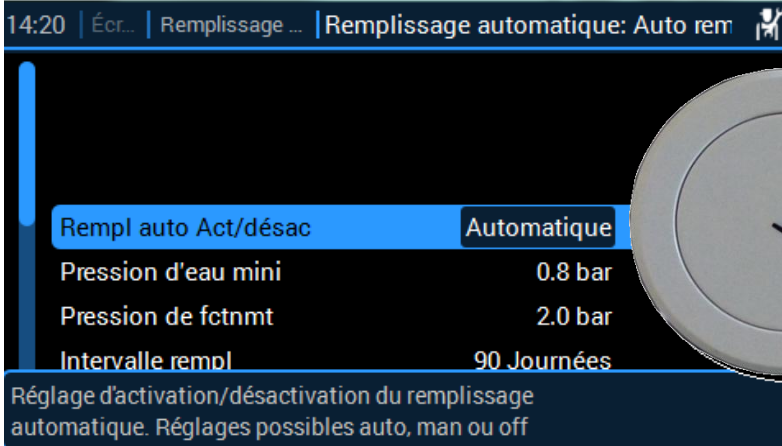 14:20 | Écr... | Remplissage ... | Remplissage automatique: Auto rem
Rempl auto Act/désac Automatique
Pression d'eau mini 0.8 bar
Pression de fctnmt 2.0 bar
Intervalle rempl 90 Journées
Réglage d'activation/désactivation du remplissage
automatique. Réglages possibles auto, man ou off